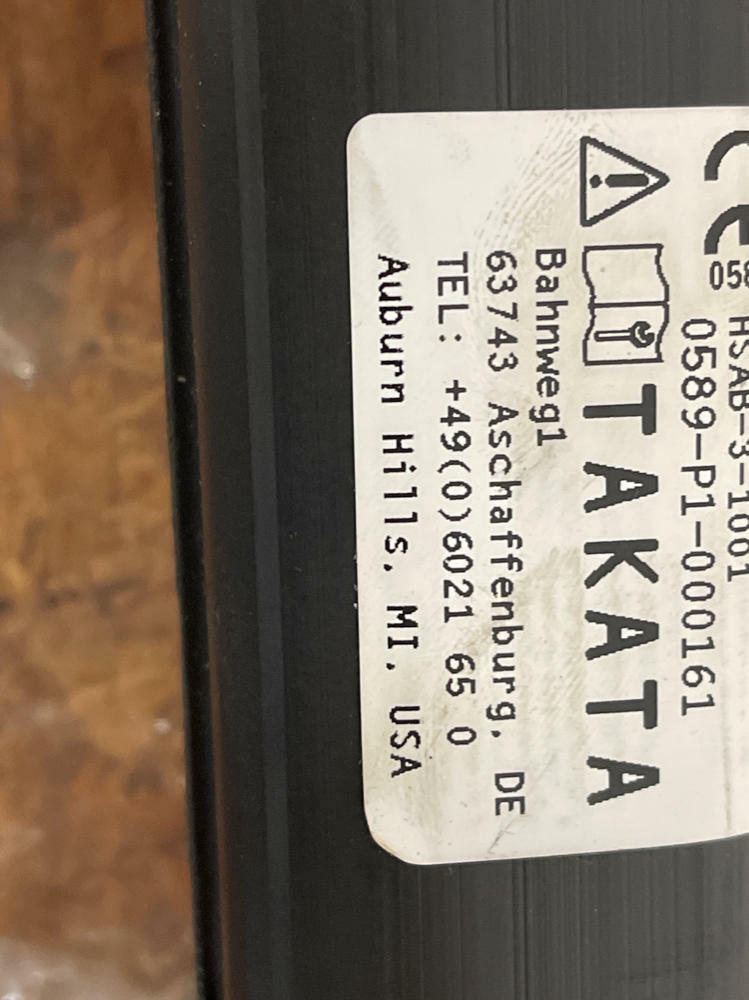 HSAB-3-1001
CE 0589-P1-000161
TAKATA
Bahnweg1
63743 Aschaffenburg, DE
TEL: +49(0)6021 65 0
Auburn Hills, MI, USA